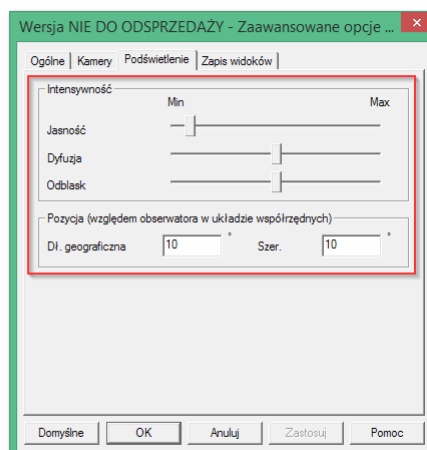 Wersja NIE DO ODSPRZEDAŻY - Zaawansowane opcje ...
Ogólne Kamery Podświetlenie Zapis widoków
Intensywność
Min Max
Jasność
Dyfuzja
Odblask
Pozycja (względem obserwatora w układzie współrzędnych)
Dł. geograficzna 10 ° Szer. 10 °
Domyślne OK Anuluj Zastosuj Pomoc